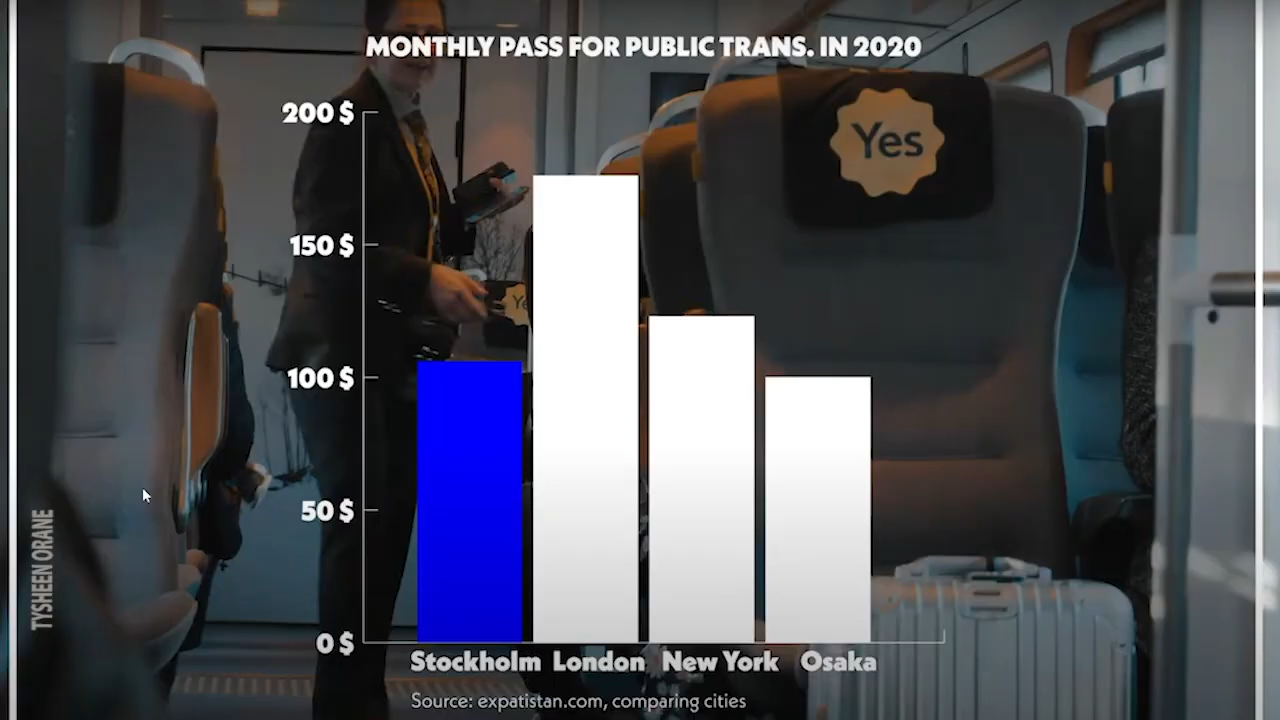 MONTHLY PASS FOR PUBLIC TRANS. IN 2020
200 $
Yes
150 $
Ye
100 $
50 $
0 $
Stockholm London New York Osaka
Source: expatistan.com, comparing cities
TYSHEEN ORANE